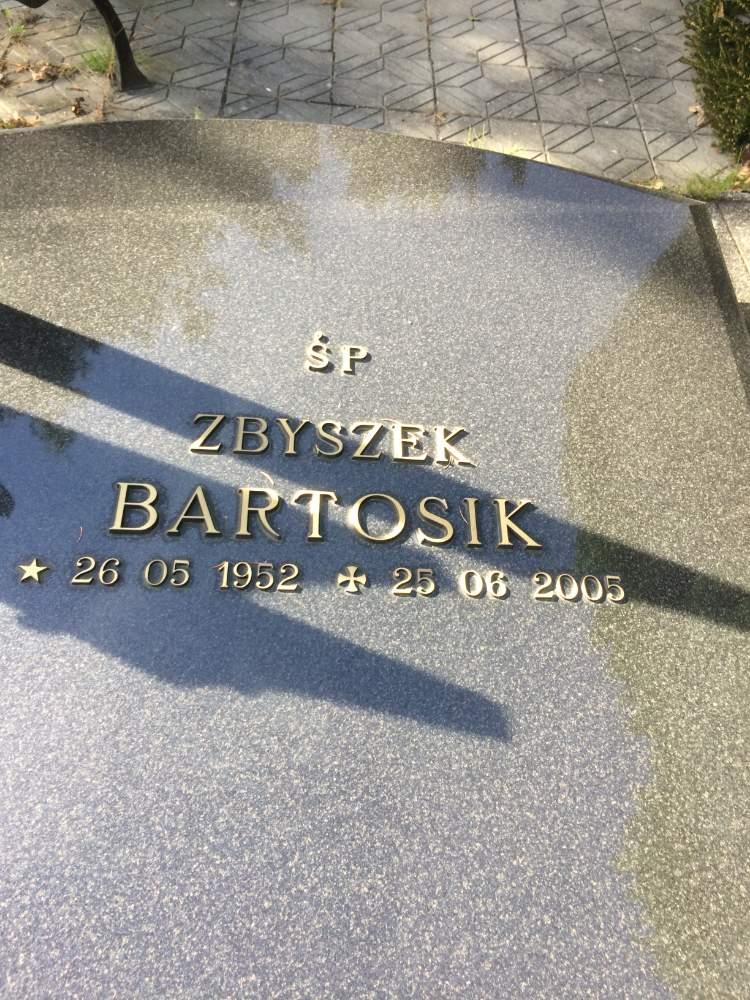 ŚP
ZBYSZEK
BARTOSIK
★ 26 05 1952 ✠ 25 06 2005